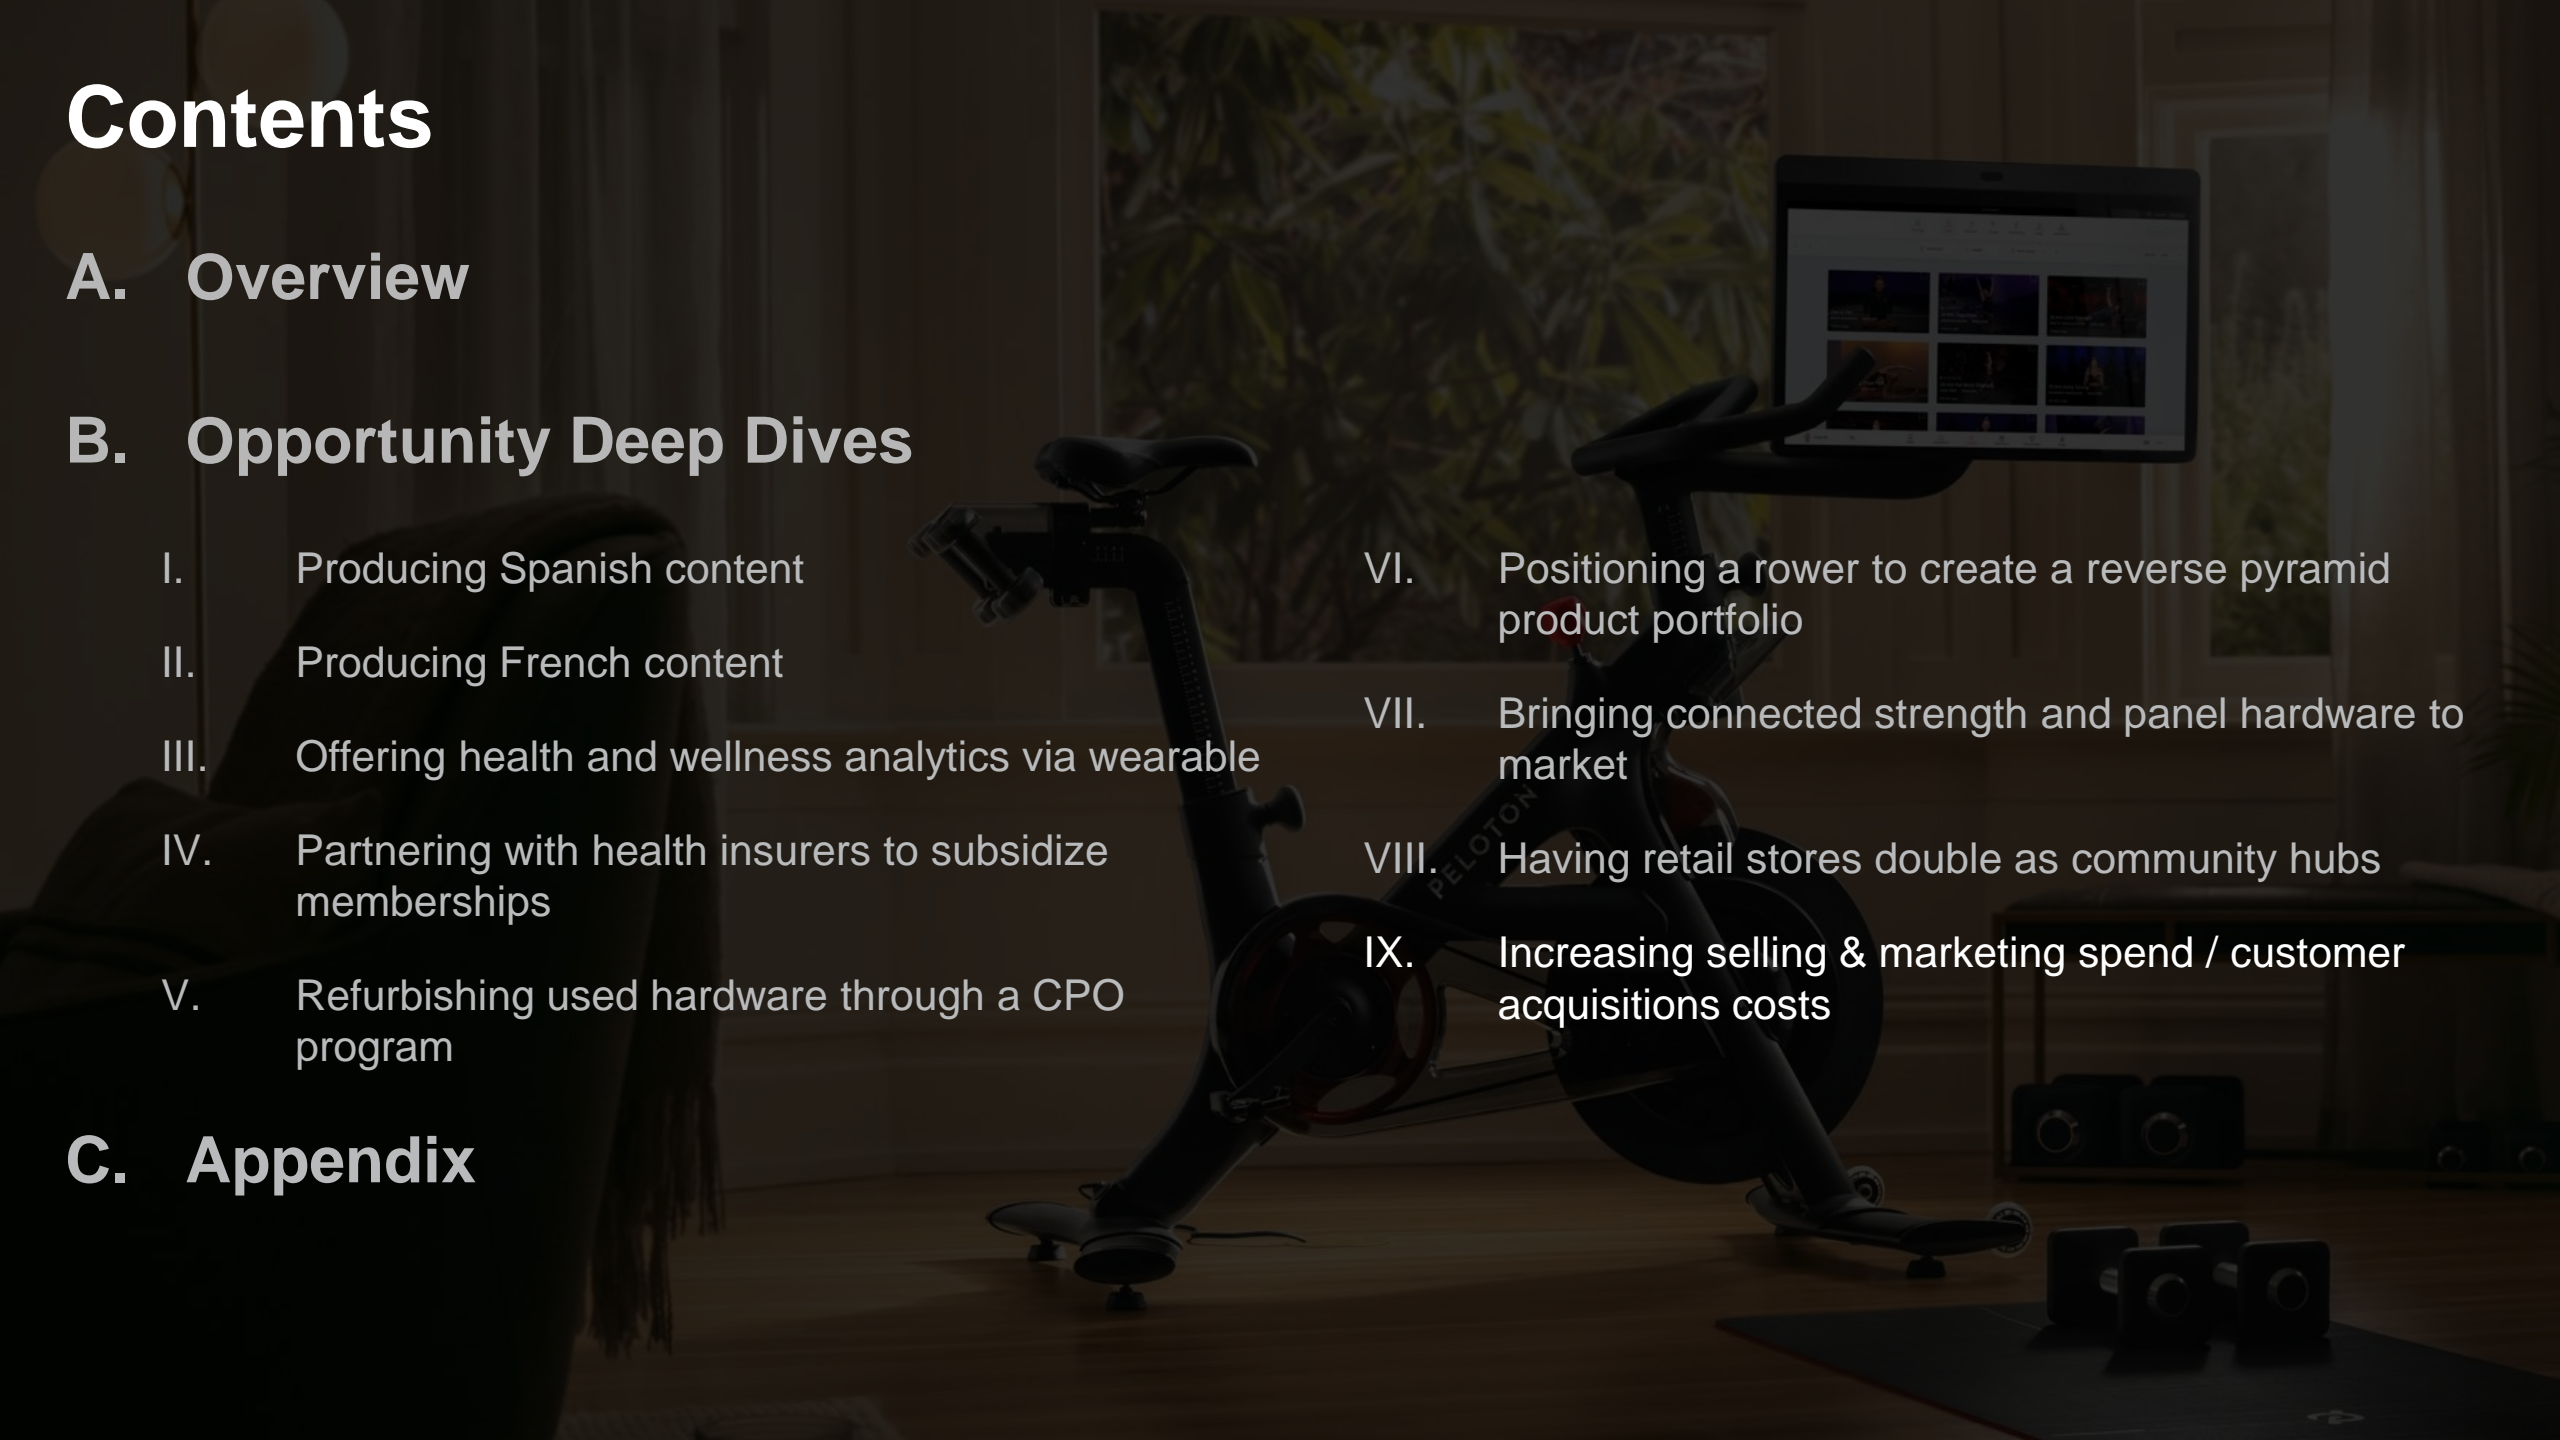 Contents
A. Overview
B. Opportunity Deep Dives
I. Producing Spanish content
II. Producing French content
III. Offering health and wellness analytics via wearable
IV. Partnering with health insurers to subsidize
memberships
V. Refurbishing used hardware through a CPO
program
VI. Positioning a rower to create a reverse pyramid
product portfolio
VII. Bringing connected strength and panel hardware to
market
VIII. Having retail stores double as community hubs
IX. Increasing selling & marketing spend / customer
acquisitions costs
C. Appendix
PELOTON